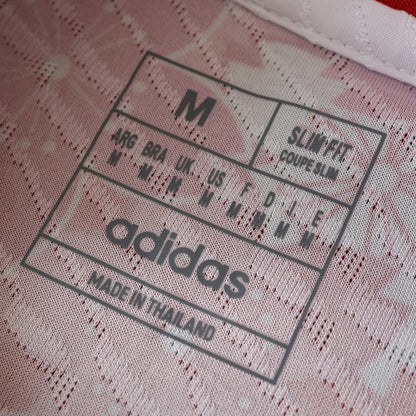 M
SLIM FIT
COUPE SLIM
ARG BRA UK US F D I E
M M M M M M M M
adidas
MADE IN THAILAND